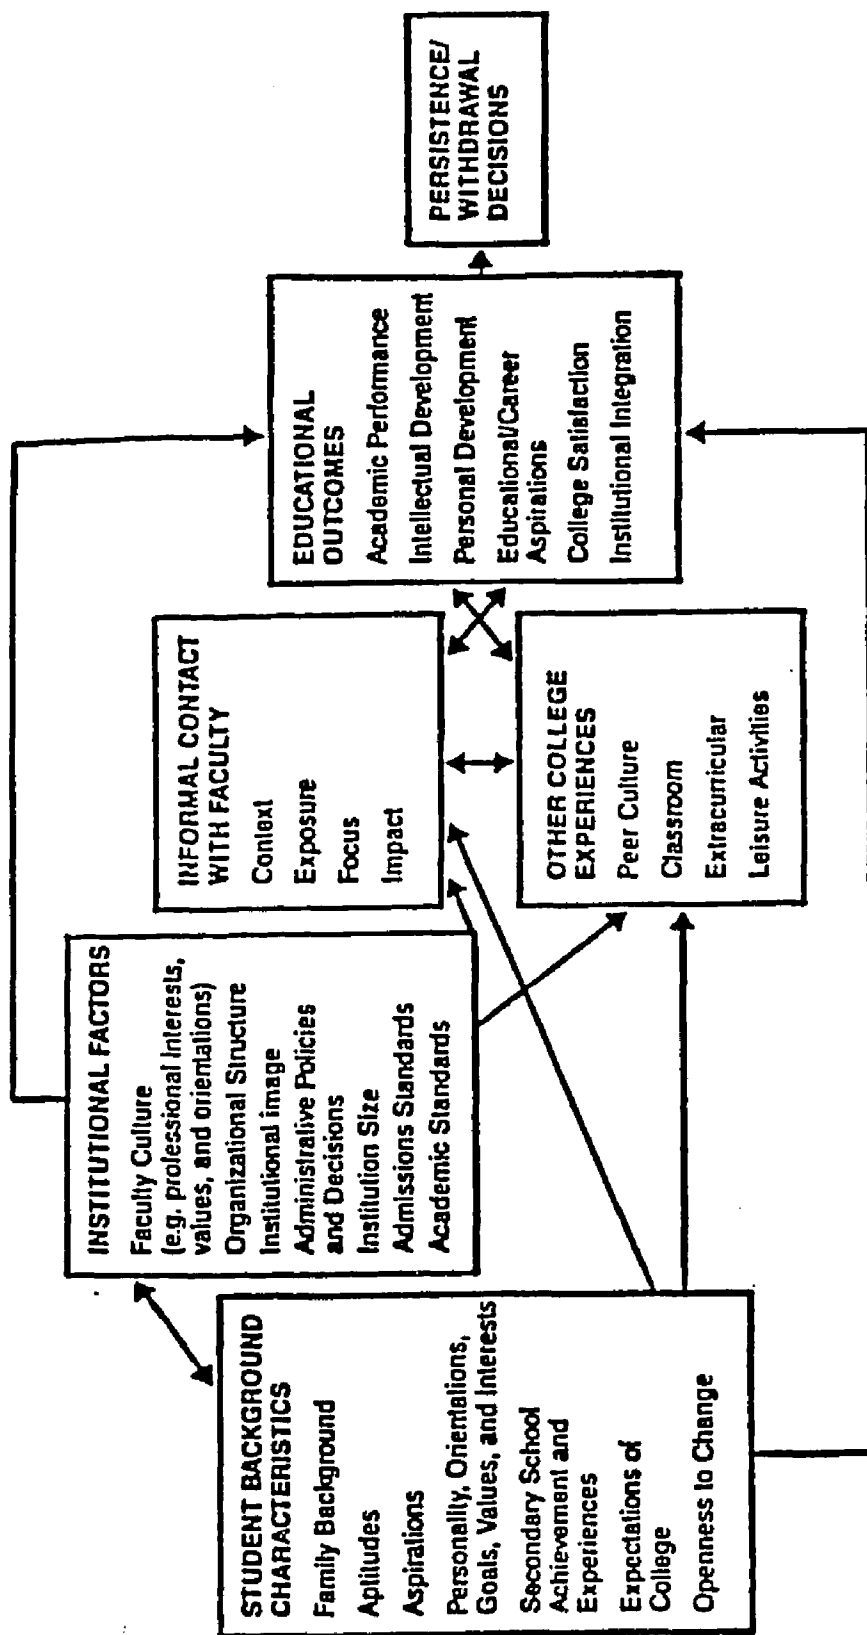 STUDENT BACKGROUND
CHARACTERISTICS
Family Background
Aptitudes
Aspirations
Personality, Orientations,
Goals, Values, and Interests
Secondary School
Achievement and
Experiences
Expectations of
College
Openness to Change
INSTITUTIONAL FACTORS
Faculty Culture
(e.g. professional Interests,
values, and orientations)
Organizational Structure
Institutional image
Administrative Policies
and Decisions
Institution Size
Admissions Standards
Academic Standards
INFORMAL CONTACT
WITH FACULTY
Context
Exposure
Focus
Impact
OTHER COLLEGE
EXPERIENCES
Peer Culture
Classroom
Extracurricular
Leisure Activities
EDUCATIONAL
OUTCOMES
Academic Performance
Intellectual Development
Personal Development
Educational/Career
Aspirations
College Satisfaction
Institutional Integration
PERSISTENCE/
WITHDRAWAL
DECISIONS